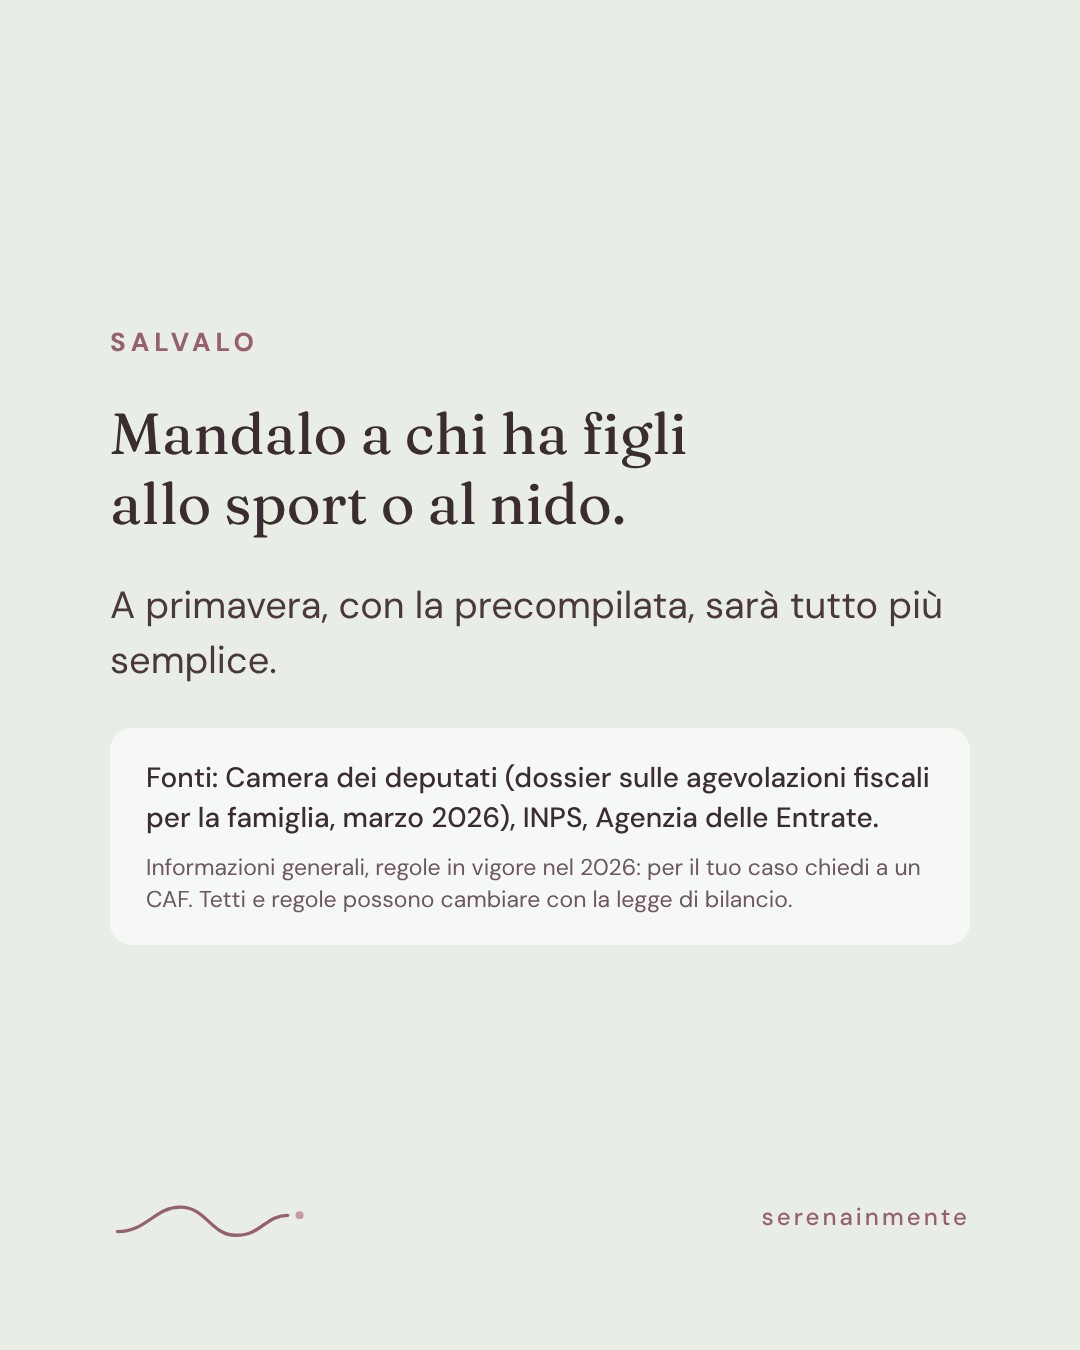 SALVALO
Mandalo a chi ha figli
allo sport o al nido.
A primavera, con la precompilata, sarà tutto più
semplice.
Fonti: Camera dei deputati (dossier sulle agevolazioni fiscali
per la famiglia, marzo 2026), INPS, Agenzia delle Entrate.
Informazioni generali, regole in vigore nel 2026: per il tuo caso chiedi a un
CAF. Tetti e regole possono cambiare con la legge di bilancio.
serenainmente